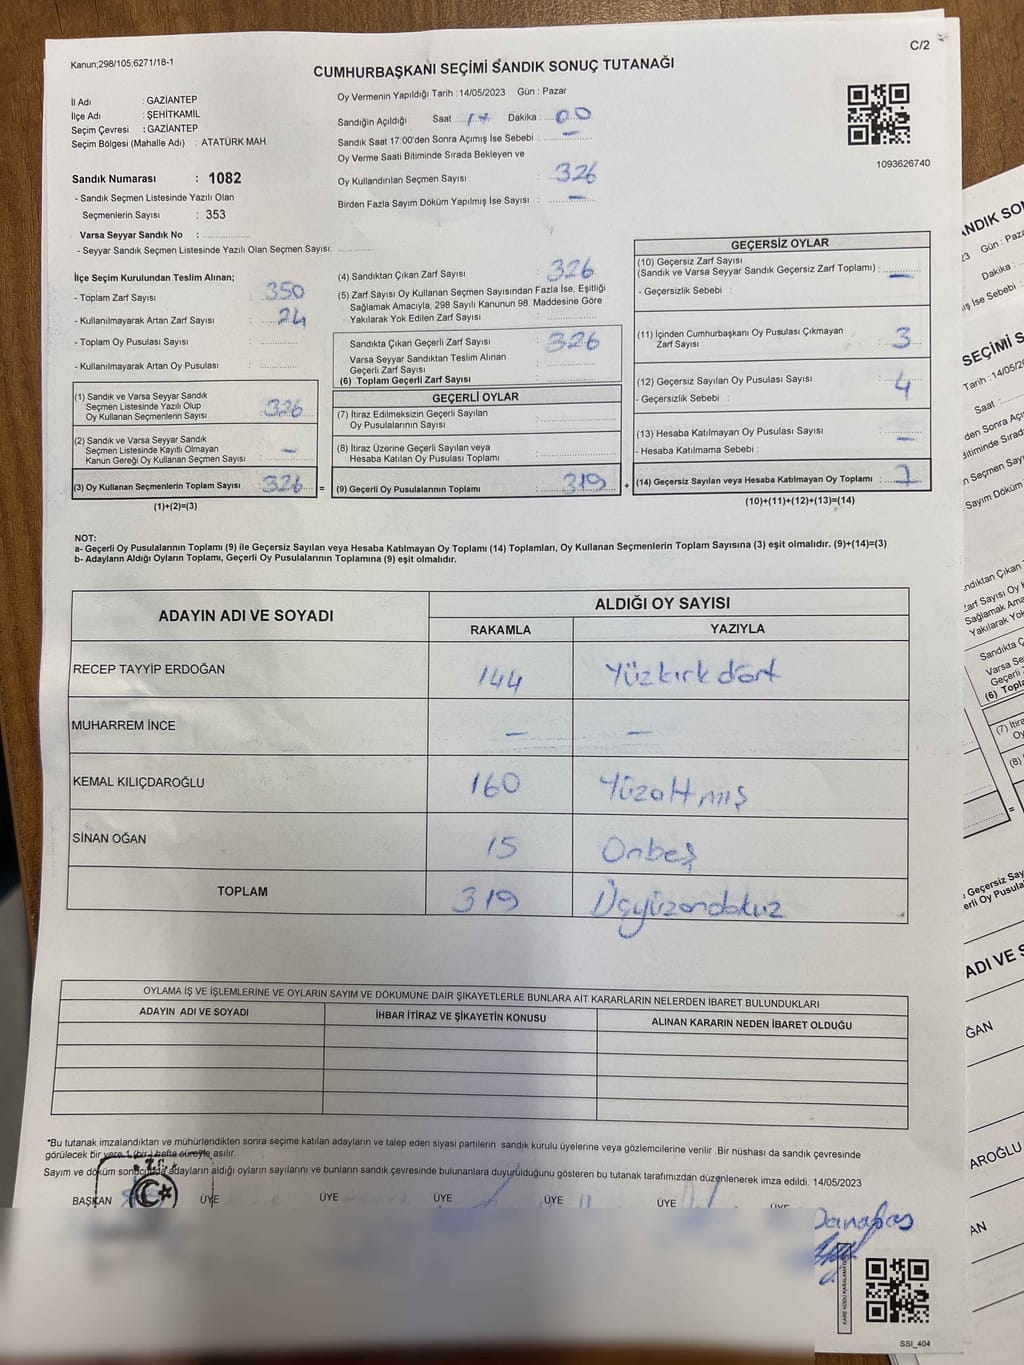 Kanun;298/105;6271/18-1
C/2
CUMHURBAŞKANI SEÇİMİ SANDIK SONUÇ TUTANAĞI
İl Adı : GAZİANTEP
İlçe Adı : ŞEHİTKAMİL
Seçim Çevresi : GAZİANTEP
Seçim Bölgesi (Mahalle Adı) : ATATÜRK MAH.
Sandık Numarası : 1082
- Sandık Seçmen Listesinde Yazılı Olan
Seçmenlerin Sayısı : 353
Varsa Seyyar Sandık No :
- Seyyar Sandık Seçmen Listesinde Yazılı Olan Seçmen Sayısı:
Oy Vermenin Yapıldığı Tarih : 14/05/2023 Gün : Pazar
Sandığın Açıldığı Saat : 17 Dakika : 00
Sandık Saat 17:00'den Sonra Açımış İse Sebebi : –
Oy Verme Saati Bitiminde Sırada Bekleyen ve
Oy Kullandırılan Seçmen Sayısı : 326
Birden Fazla Sayım Döküm Yapılmış İse Sayısı : –
1093626740
İlçe Seçim Kurulundan Teslim Alınan;
- Toplam Zarf Sayısı : 350
- Kullanılmayarak Artan Zarf Sayısı : 24
- Toplam Oy Pusulası Sayısı :
- Kullanılmayarak Artan Oy Pusulası :
(1) Sandık ve Varsa Seyyar Sandık
Seçmen Listesinde Yazılı Olup
Oy Kullanan Seçmenlerin Sayısı : 326
(2) Sandık ve Varsa Seyyar Sandık
Seçmen Listesinde Kayıtlı Olmayan
Kanun Gereği Oy Kullanan Seçmen Sayısı : –
(3) Oy Kullanan Seçmenlerin Toplam Sayısı : 326 =
(1)+(2)=(3)
(4) Sandıktan Çıkan Zarf Sayısı : 326
(5) Zarf Sayısı Oy Kullanan Seçmen Sayısından Fazla İse, Eşitliği
Sağlamak Amacıyla; 298 Sayılı Kanunun 98. Maddesine Göre
Yakılarak Yok Edilen Zarf Sayısı :
Sandıkta Çıkan Geçerli Zarf Sayısı : 326
Varsa Seyyar Sandıktan Teslim Alınan
Geçerli Zarf Sayısı :
(6) Toplam Geçerli Zarf Sayısı :
GEÇERLİ OYLAR
(7) İtiraz Edilmeksizin Geçerli Sayılan
Oy Pusulalarının Sayısı :
(8) İtiraz Üzerine Geçerli Sayılan veya
Hesaba Katılan Oy Pusulası Toplamı :
(9) Geçerli Oy Pusulalarının Toplamı : 319 +
GEÇERSİZ OYLAR
(10) Geçersiz Zarf Sayısı
(Sandık ve Varsa Seyyar Sandık Geçersiz Zarf Toplamı) : –
- Geçersizlik Sebebi :
(11) İçinden Cumhurbaşkanı Oy Pusulası Çıkmayan
Zarf Sayısı : 3
(12) Geçersiz Sayılan Oy Pusulası Sayısı : 4
- Geçersizlik Sebebi :
(13) Hesaba Katılmayan Oy Pusulası Sayısı : –
- Hesaba Katılmama Sebebi :
(14) Geçersiz Sayılan veya Hesaba Katılmayan Oy Toplamı : 7
(10)+(11)+(12)+(13)=(14)
NOT:
a- Geçerli Oy Pusulalarının Toplamı (9) ile Geçersiz Sayılan veya Hesaba Katılmayan Oy Toplamı (14) Toplamları, Oy Kullanan Seçmenlerin Toplam Sayısına (3) eşit olmalıdır. (9)+(14)=(3)
b- Adayların Aldığı Oyların Toplamı, Geçerli Oy Pusulalarının Toplamına (9) eşit olmalıdır.
ADAYIN ADI VE SOYADI ALDIĞI OY SAYISI
RAKAMLA YAZIYLA
RECEP TAYYİP ERDOĞAN 144 Yüzkırk dört
MUHARREM İNCE – –
KEMAL KILIÇDAROĞLU 160 Yüzaltmış
SİNAN OĞAN 15 Onbeş
TOPLAM 319 Üçyüzondokuz
OYLAMA İŞ VE İŞLEMLERİNE VE OYLARIN SAYIM VE DÖKÜMÜNE DAİR ŞİKAYETLERLE BUNLARA AİT KARARLARIN NELERDEN İBARET BULUNDUKLARI
ADAYIN ADI VE SOYADI İHBAR İTİRAZ VE ŞİKAYETİN KONUSU ALINAN KARARIN NEDEN İBARET OLDUĞU
*Bu tutanak imzalandıktan ve mühürlendikten sonra seçime katılan adayların ve talep eden siyasi partilerin sandık kurulu üyelerine veya gözlemcilerine verilir. Bir nüshası da sandık çevresinde
görülecek bir yere 1 (bir) hafta süreyle asılır.
Sayım ve döküm sonucunda adayların aldığı oyların sayılarını ve bunların sandık çevresinde bulunanlara duyurulduğunu gösteren bu tutanak tarafımızdan düzenlenerek imza edildi. 14/05/2023
BAŞKAN ÜYE ÜYE ÜYE ÜYE ÜYE ÜYE
SSI_404